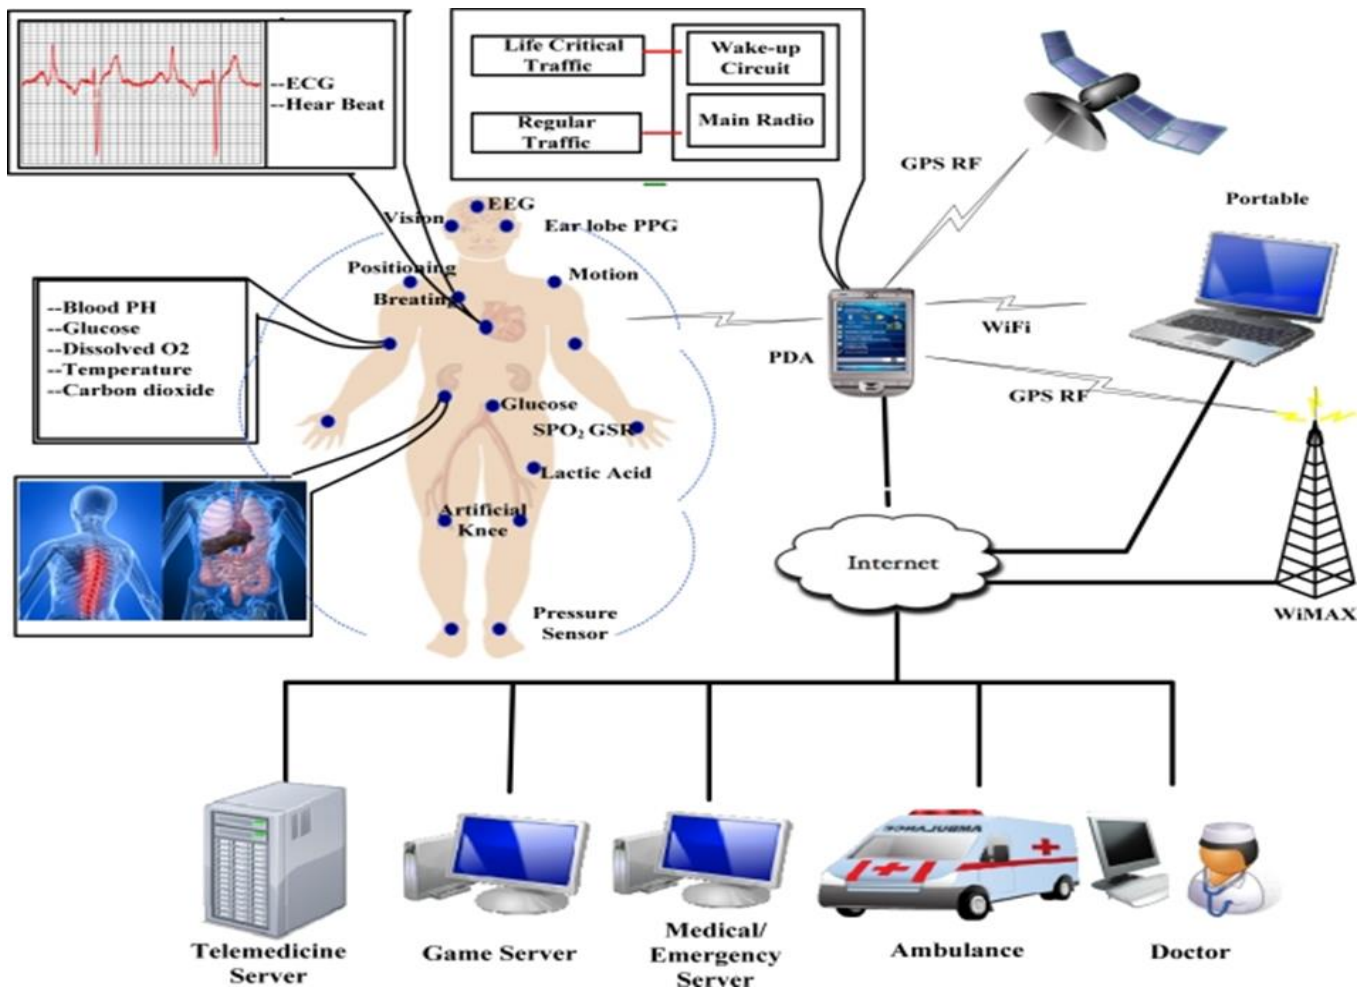 --ECG
--Hear Beat
Life Critical
Traffic
Wake-up
Circuit
Regular
Traffic
Main Radio
GPS RF
Portable
EEG
Vision
Ear lobe PPG
Positioning
Motion
Breating
--Blood PH
--Glucose
--Dissolved O2
--Temperature
--Carbon dioxide
PDA
WiFi
GPS RF
Glucose
SPO₂ GSR
Lactic Acid
Artificial
Knee
Internet
Pressure
Sensor
WiMAX
AMBULANCE
Telemedicine
Server
Game Server
Medical/
Emergency
Server
Ambulance
Doctor